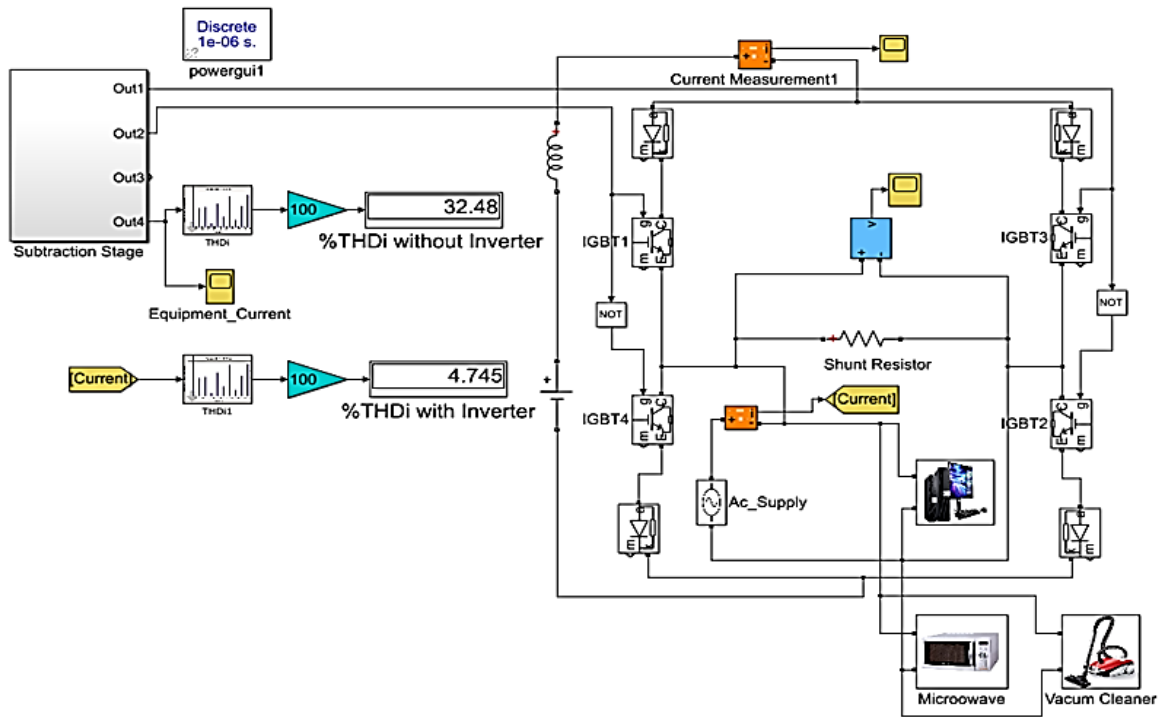 Discrete
1e-06 s.
powergui1
Current Measurement1
Out1
Out2
Out3
Out4
Subtraction Stage
THDi
100
32.48
%THDi without Inverter
Equipment_Current
[Current]
THDi1
100
4.745
%THDi with Inverter
IGBT1
g
C
m
E
NOT
IGBT4
g
C
m
E
a
m
k
a
m
k
IGBT3
C
g
E
m
NOT
IGBT2
C
g
E
m
a
k
m
a
k
m
v
+
-
Shunt Resistor
+
i
-
+
i
-
[Current]
Ac_Supply
Microowave
Vacum Cleaner